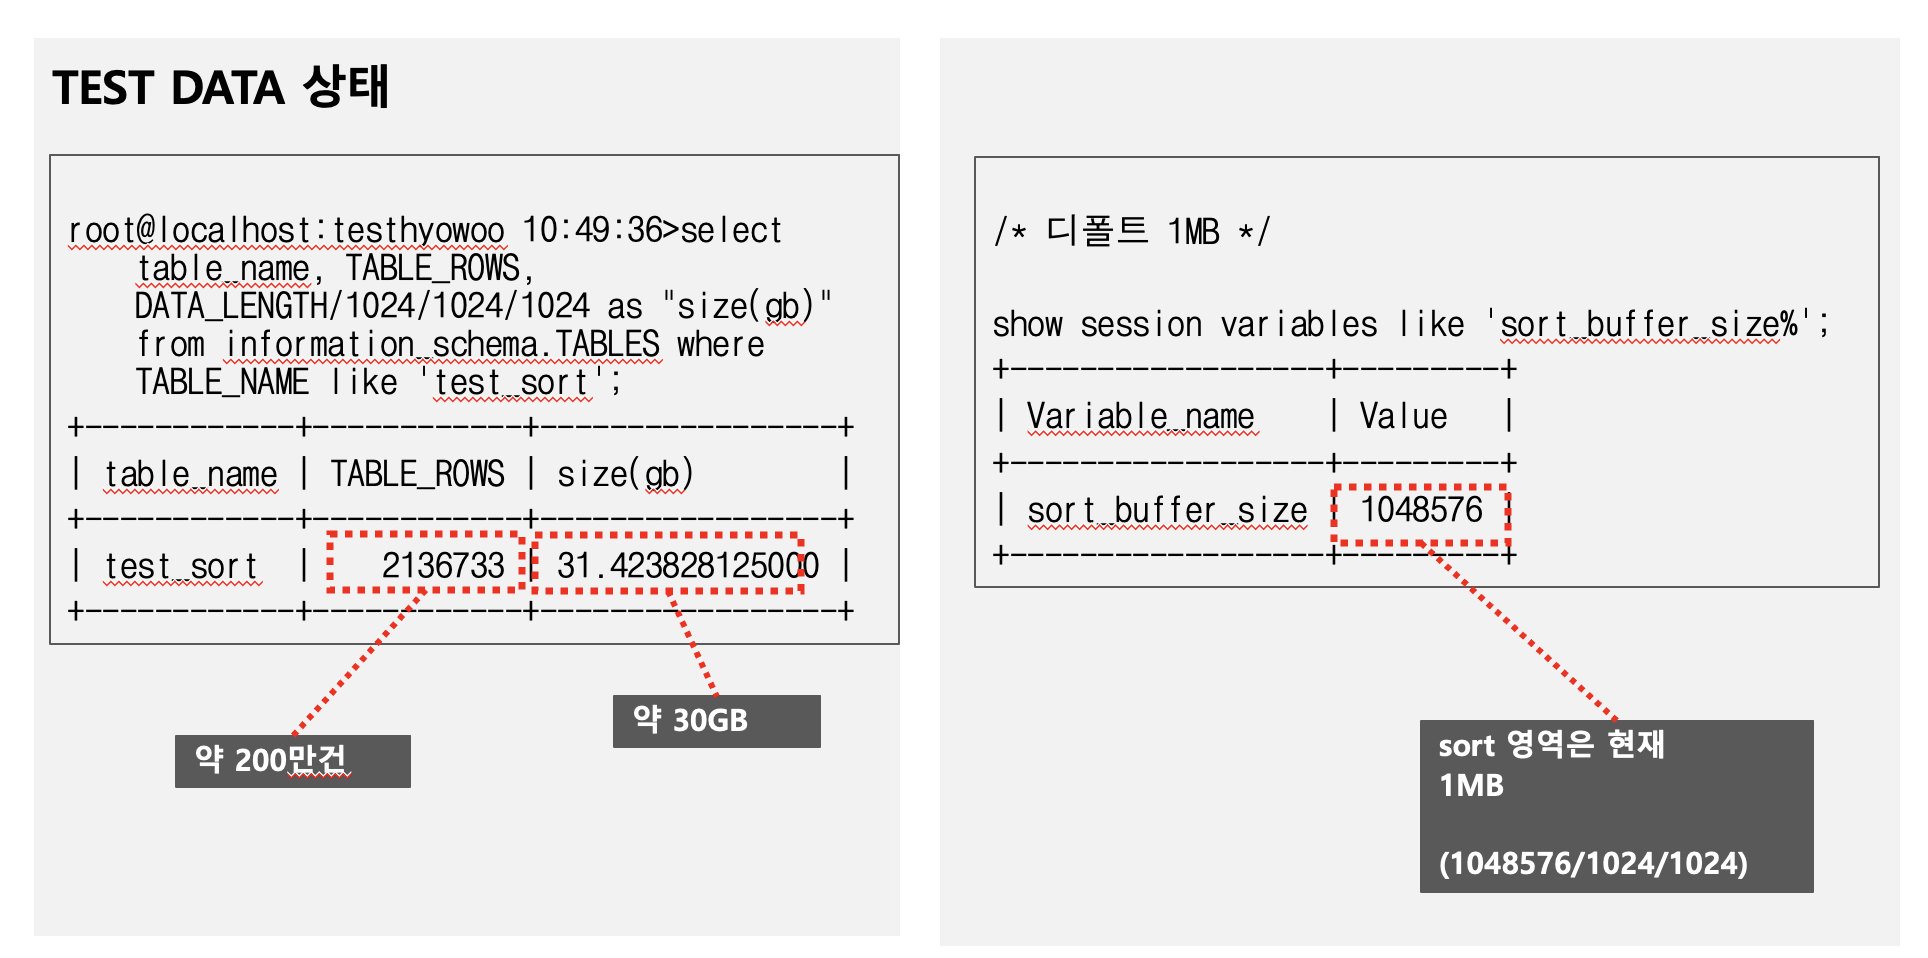 TEST DATA 상태
root@localhost:testhyowoo 10:49:36>select
table_name, TABLE_ROWS,
DATA_LENGTH/1024/1024/1024 as "size(gb)"
from information_schema.TABLES where
TABLE_NAME like 'test_sort';
+------------+------------+-----------------+
| table_name | TABLE_ROWS | size(gb)        |
+------------+------------+-----------------+
| test_sort  |    2136733 | 31.423828125000 |
+------------+------------+-----------------+
약 200만건
약 30GB
/* 디폴트 1MB */
show session variables like 'sort_buffer_size%';
+------------------+---------+
| Variable_name    | Value   |
+------------------+---------+
| sort_buffer_size | 1048576 |
+------------------+---------+
sort 영역은 현재
1MB
(1048576/1024/1024)